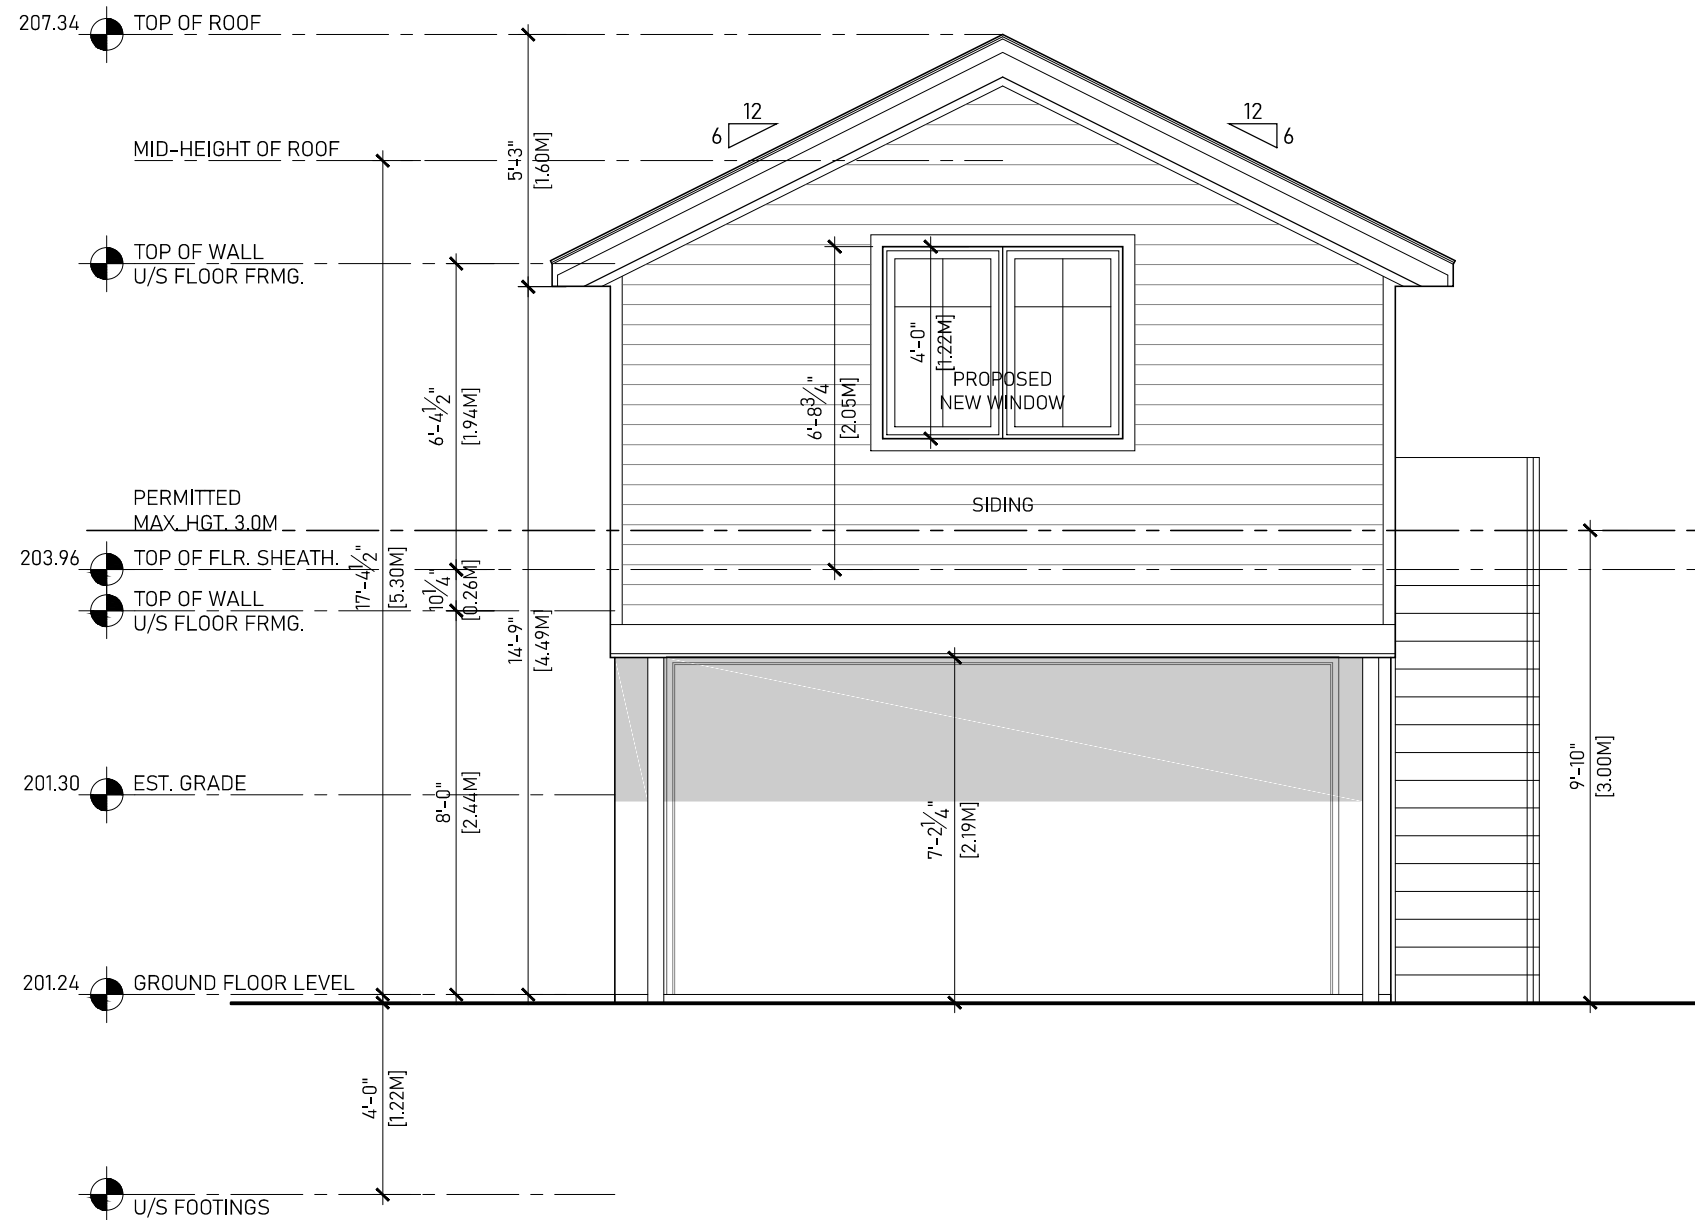 207.34
TOP OF ROOF
12
6
12
6
MID-HEIGHT OF ROOF
5'-3"
[1.60M]
TOP OF WALL
U/S FLOOR FRMG.
4'-0"
[1.22M]
PROPOSED
NEW WINDOW
6'-4½"
[1.94M]
6'-8¾"
[2.05M]
SIDING
PERMITTED
MAX. HGT. 3.0M
203.96
TOP OF FLR. SHEATH.
17'-4½"
[5.30M]
10¼"
[0.26M]
TOP OF WALL
U/S FLOOR FRMG.
14'-9"
[4.49M]
201.30
EST. GRADE
8'-0"
[2.44M]
7'-2¼"
[2.19M]
9'-10"
[3.00M]
201.24
GROUND FLOOR LEVEL
4'-0"
[1.22M]
U/S FOOTINGS